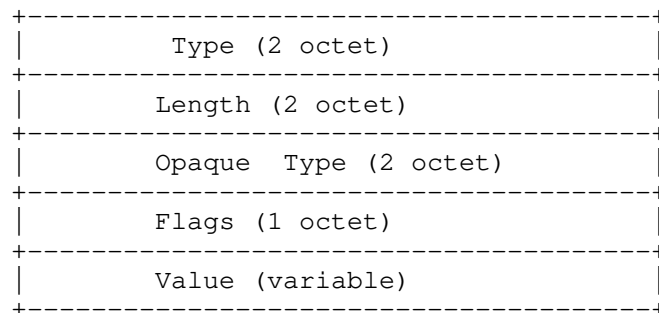 Type (2 octet)
Length (2 octet)
Opaque  Type (2 octet)
Flags (1 octet)
Value (variable)